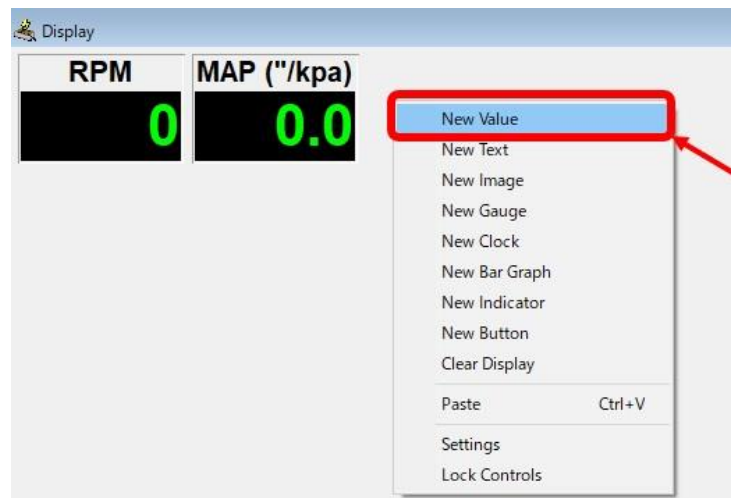 Display
RPM MAP ("/kpa)
0 0.0
New Value
New Text
New Image
New Gauge
New Clock
New Bar Graph
New Indicator
New Button
Clear Display
Paste Ctrl+V
Settings
Lock Controls